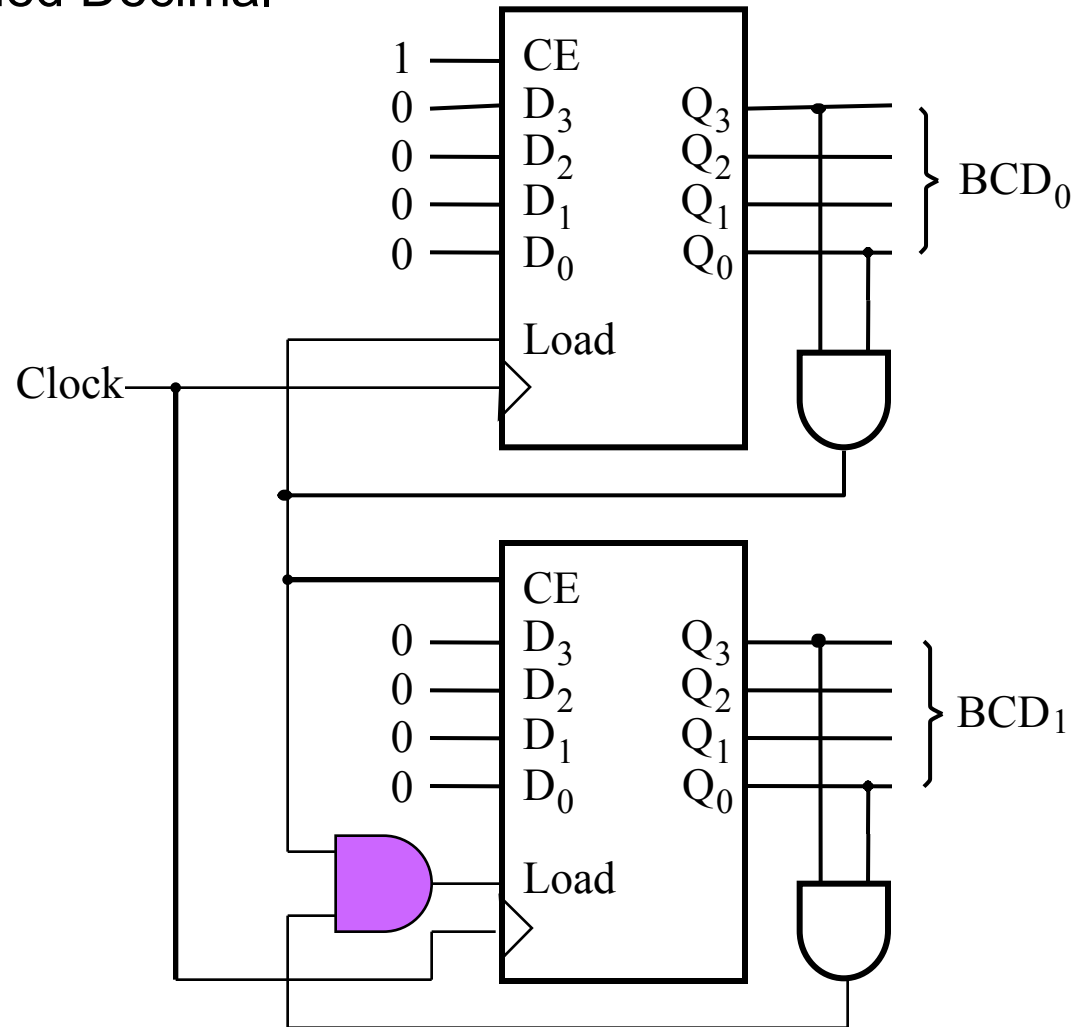 Decimal
1 CE
0 D3 Q3
0 D2 Q2
0 D1 Q1
0 D0 Q0
BCD0
Load
Clock
CE
0 D3 Q3
0 D2 Q2
0 D1 Q1
0 D0 Q0
BCD1
Load